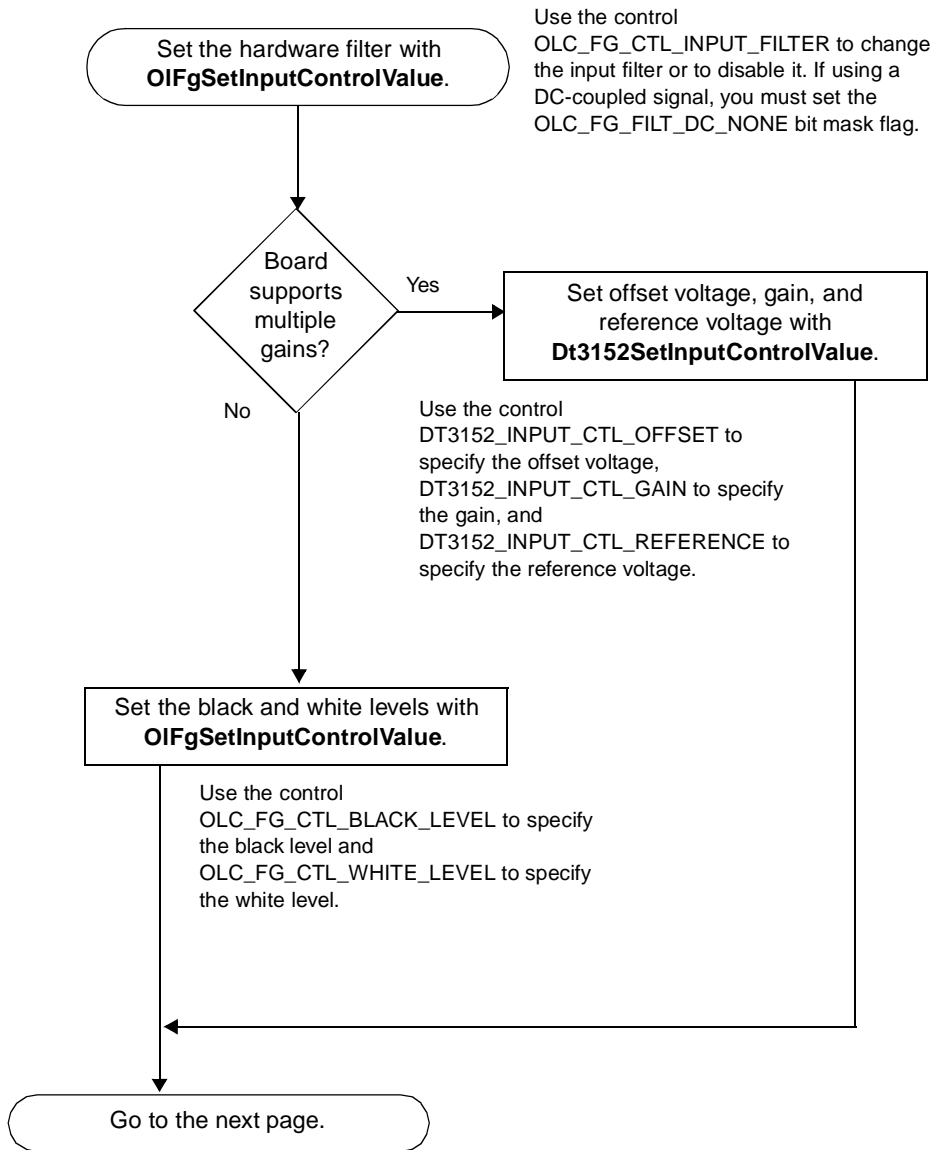 Set the hardware filter with
OlFgSetInputControlValue.
Use the control
OLC_FG_CTL_INPUT_FILTER to change
the input filter or to disable it. If using a
DC-coupled signal, you must set the
OLC_FG_FILT_DC_NONE bit mask flag.
Board
supports
multiple
gains?
Yes
No
Set offset voltage, gain, and
reference voltage with
Dt3152SetInputControlValue.
Use the control
DT3152_INPUT_CTL_OFFSET to
specify the offset voltage,
DT3152_INPUT_CTL_GAIN to specify
the gain, and
DT3152_INPUT_CTL_REFERENCE to
specify the reference voltage.
Set the black and white levels with
OlFgSetInputControlValue.
Use the control
OLC_FG_CTL_BLACK_LEVEL to specify
the black level and
OLC_FG_CTL_WHITE_LEVEL to specify
the white level.
Go to the next page.